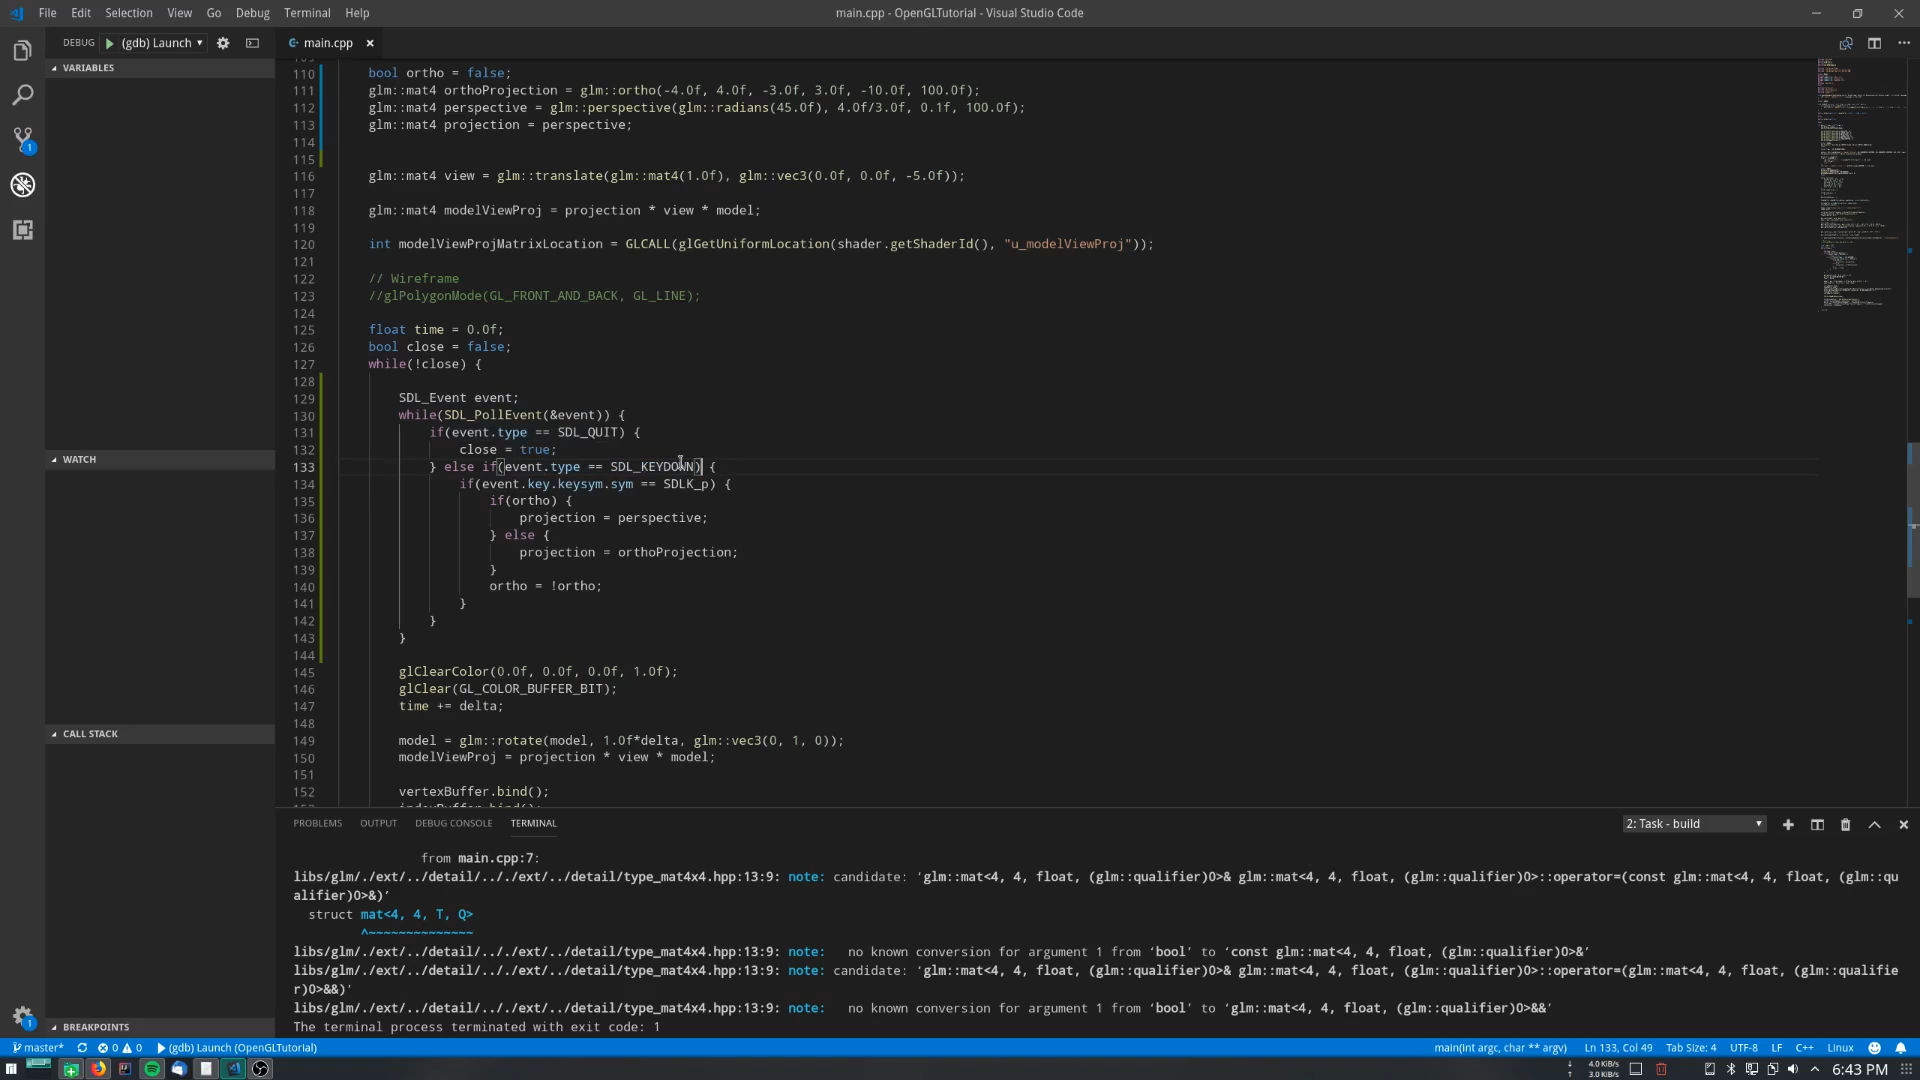 File Edit Selection View Go Debug Terminal Help
main.cpp - OpenGLTutorial - Visual Studio Code
DEBUG (gdb) Launch
main.cpp
VARIABLES
WATCH
CALL STACK
BREAKPOINTS
110 bool ortho = false;
111 glm::mat4 orthoProjection = glm::ortho(-4.0f, 4.0f, -3.0f, 3.0f, -10.0f, 100.0f);
112 glm::mat4 perspective = glm::perspective(glm::radians(45.0f), 4.0f/3.0f, 0.1f, 100.0f);
113 glm::mat4 projection = perspective;
114
115
116 glm::mat4 view = glm::translate(glm::mat4(1.0f), glm::vec3(0.0f, 0.0f, -5.0f));
117
118 glm::mat4 modelViewProj = projection * view * model;
119
120 int modelViewProjMatrixLocation = GLCALL(glGetUniformLocation(shader.getShaderId(), "u_modelViewProj"));
121
122 // Wireframe
123 //glPolygonMode(GL_FRONT_AND_BACK, GL_LINE);
124
125 float time = 0.0f;
126 bool close = false;
127 while(!close) {
128
129 SDL_Event event;
130 while(SDL_PollEvent(&event)) {
131 if(event.type == SDL_QUIT) {
132 close = true;
133 } else if(event.type == SDL_KEYDOWN) {
134 if(event.key.keysym.sym == SDLK_p) {
135 if(ortho) {
136 projection = perspective;
137 } else {
138 projection = orthoProjection;
139 }
140 ortho = !ortho;
141 }
142 }
143 }
144
145 glClearColor(0.0f, 0.0f, 0.0f, 1.0f);
146 glClear(GL_COLOR_BUFFER_BIT);
147 time += delta;
148
149 model = glm::rotate(model, 1.0f*delta, glm::vec3(0, 1, 0));
150 modelViewProj = projection * view * model;
151
152 vertexBuffer.bind();
PROBLEMS OUTPUT DEBUG CONSOLE TERMINAL
2: Task - build
from main.cpp:7:
libs/glm/./ext/../detail/.././ext/../detail/type_mat4x4.hpp:13:9: note: candidate: ‘glm::mat<4, 4, float, (glm::qualifier)0>& glm::mat<4, 4, float, (glm::qualifier)0>::operator=(const glm::mat<4, 4, float, (glm::qu
alifier)0>&)’
struct mat<4, 4, T, Q>
^~~~~~~~~~~~~~~
libs/glm/./ext/../detail/.././ext/../detail/type_mat4x4.hpp:13:9: note: no known conversion for argument 1 from ‘bool’ to ‘const glm::mat<4, 4, float, (glm::qualifier)0>&’
libs/glm/./ext/../detail/.././ext/../detail/type_mat4x4.hpp:13:9: note: candidate: ‘glm::mat<4, 4, float, (glm::qualifier)0>& glm::mat<4, 4, float, (glm::qualifier)0>::operator=(glm::mat<4, 4, float, (glm::qualifie
r)0>&&)’
libs/glm/./ext/../detail/.././ext/../detail/type_mat4x4.hpp:13:9: note: no known conversion for argument 1 from ‘bool’ to ‘glm::mat<4, 4, float, (glm::qualifier)0>&&’
The terminal process terminated with exit code: 1
master* 0 0 (gdb) Launch (OpenGLTutorial)
main(int argc, char ** argv) Ln 133, Col 49 Tab Size: 4 UTF-8 LF C++ Linux
4.0 KiB/s
3.0 KiB/s
6:43 PM